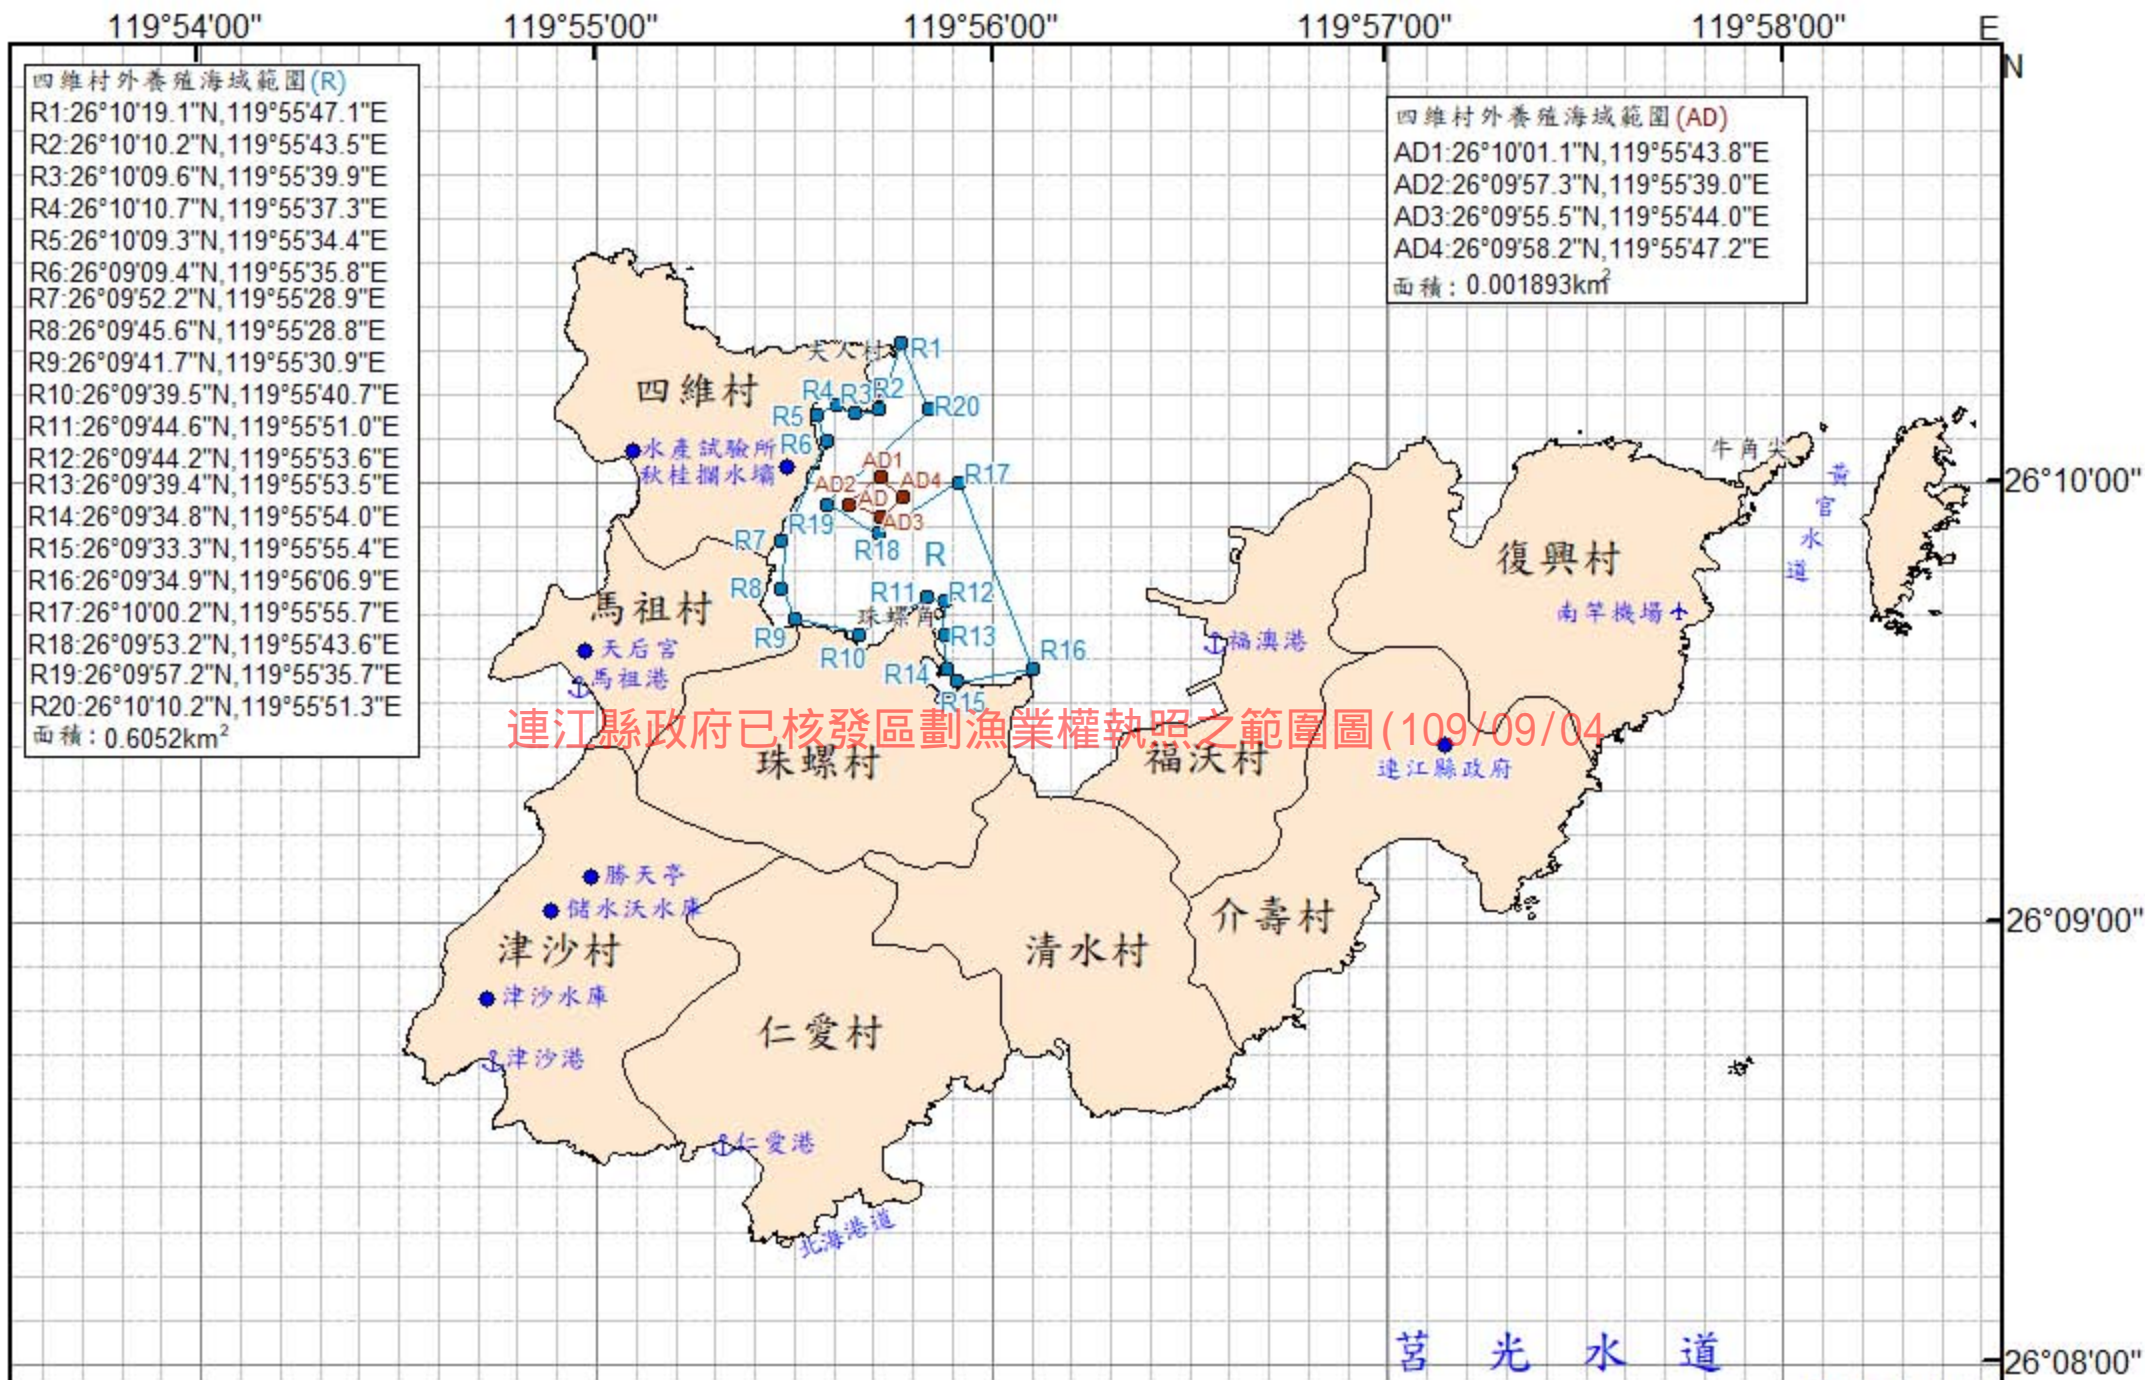 119°54'00"
119°55'00"
119°56'00"
119°57'00"
119°58'00"
E
N
四維村外養殖海域範圍(R)
R1:26°10'19.1"N,119°55'47.1"E
R2:26°10'10.2"N,119°55'43.5"E
R3:26°10'09.6"N,119°55'39.9"E
R4:26°10'10.7"N,119°55'37.3"E
R5:26°10'09.3"N,119°55'34.4"E
R6:26°09'09.4"N,119°55'35.8"E
R7:26°09'52.2"N,119°55'28.9"E
R8:26°09'45.6"N,119°55'28.8"E
R9:26°09'41.7"N,119°55'30.9"E
R10:26°09'39.5"N,119°55'40.7"E
R11:26°09'44.6"N,119°55'51.0"E
R12:26°09'44.2"N,119°55'53.6"E
R13:26°09'39.4"N,119°55'53.5"E
R14:26°09'34.8"N,119°55'54.0"E
R15:26°09'33.3"N,119°55'55.4"E
R16:26°09'34.9"N,119°56'06.9"E
R17:26°10'00.2"N,119°55'55.7"E
R18:26°09'53.2"N,119°55'43.6"E
R19:26°09'57.2"N,119°55'35.7"E
R20:26°10'10.2"N,119°55'51.3"E
面積：0.6052km²
四維村外養殖海域範圍(AD)
AD1:26°10'01.1"N,119°55'43.8"E
AD2:26°09'57.3"N,119°55'39.0"E
AD3:26°09'55.5"N,119°55'44.0"E
AD4:26°09'58.2"N,119°55'47.2"E
面積：0.001893km²
夫人村
R1
四維村
R4
R3
R2
R5
R20
R6
水產試驗所
秋桂攔水壩
AD1
R17
AD2
AD
AD4
R19
AD3
R18
R
R7
R8
R11
R12
珠螺角
R9
R10
R13
R14
R15
R16
馬祖村
天后宮
馬祖港
牛角尖
黃官水道
26°10'00"
復興村
南竿機場
福澳港
連江縣政府已核發區劃漁業權執照之範圍圖(109/09/04
珠螺村
福沃村
連江縣政府
勝天亭
儲水沃水庫
津沙村
清水村
介壽村
26°09'00"
津沙水庫
仁愛村
津沙港
仁愛港
北海港道
莒光水道
26°08'00"